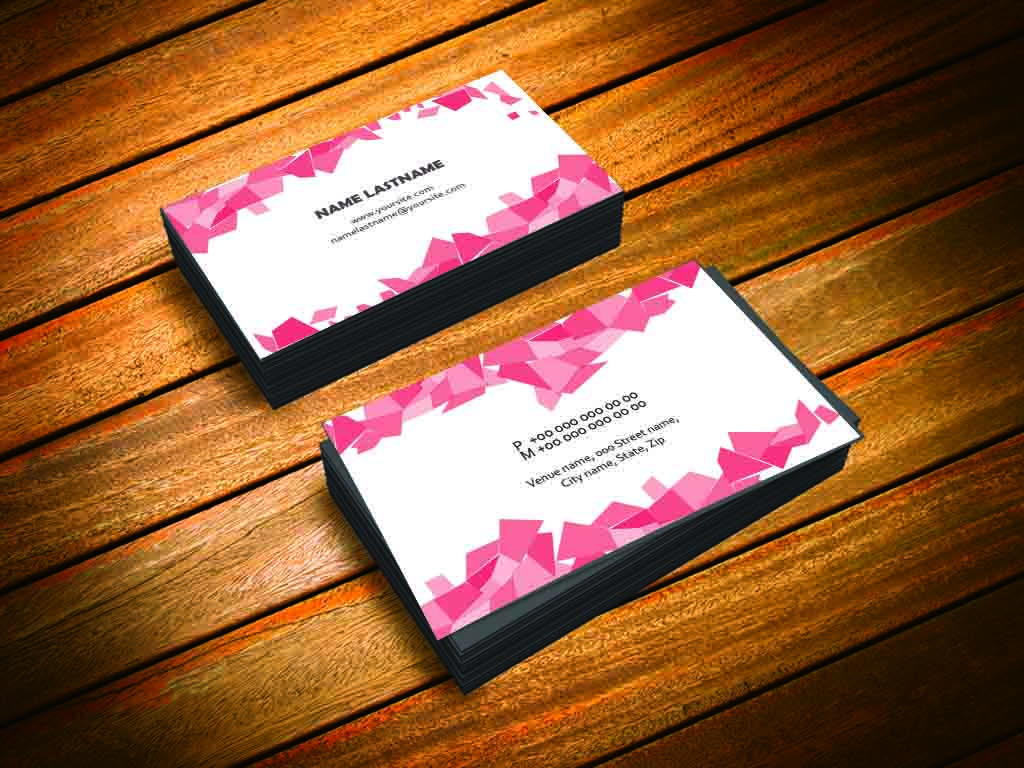 NAME LASTNAME
www.yoursite.com
namelastname@yoursite.com
P +00 000 000 00 00
M +00 000 000 00 00
Venue name, 000 Street name,
City name, State, Zip